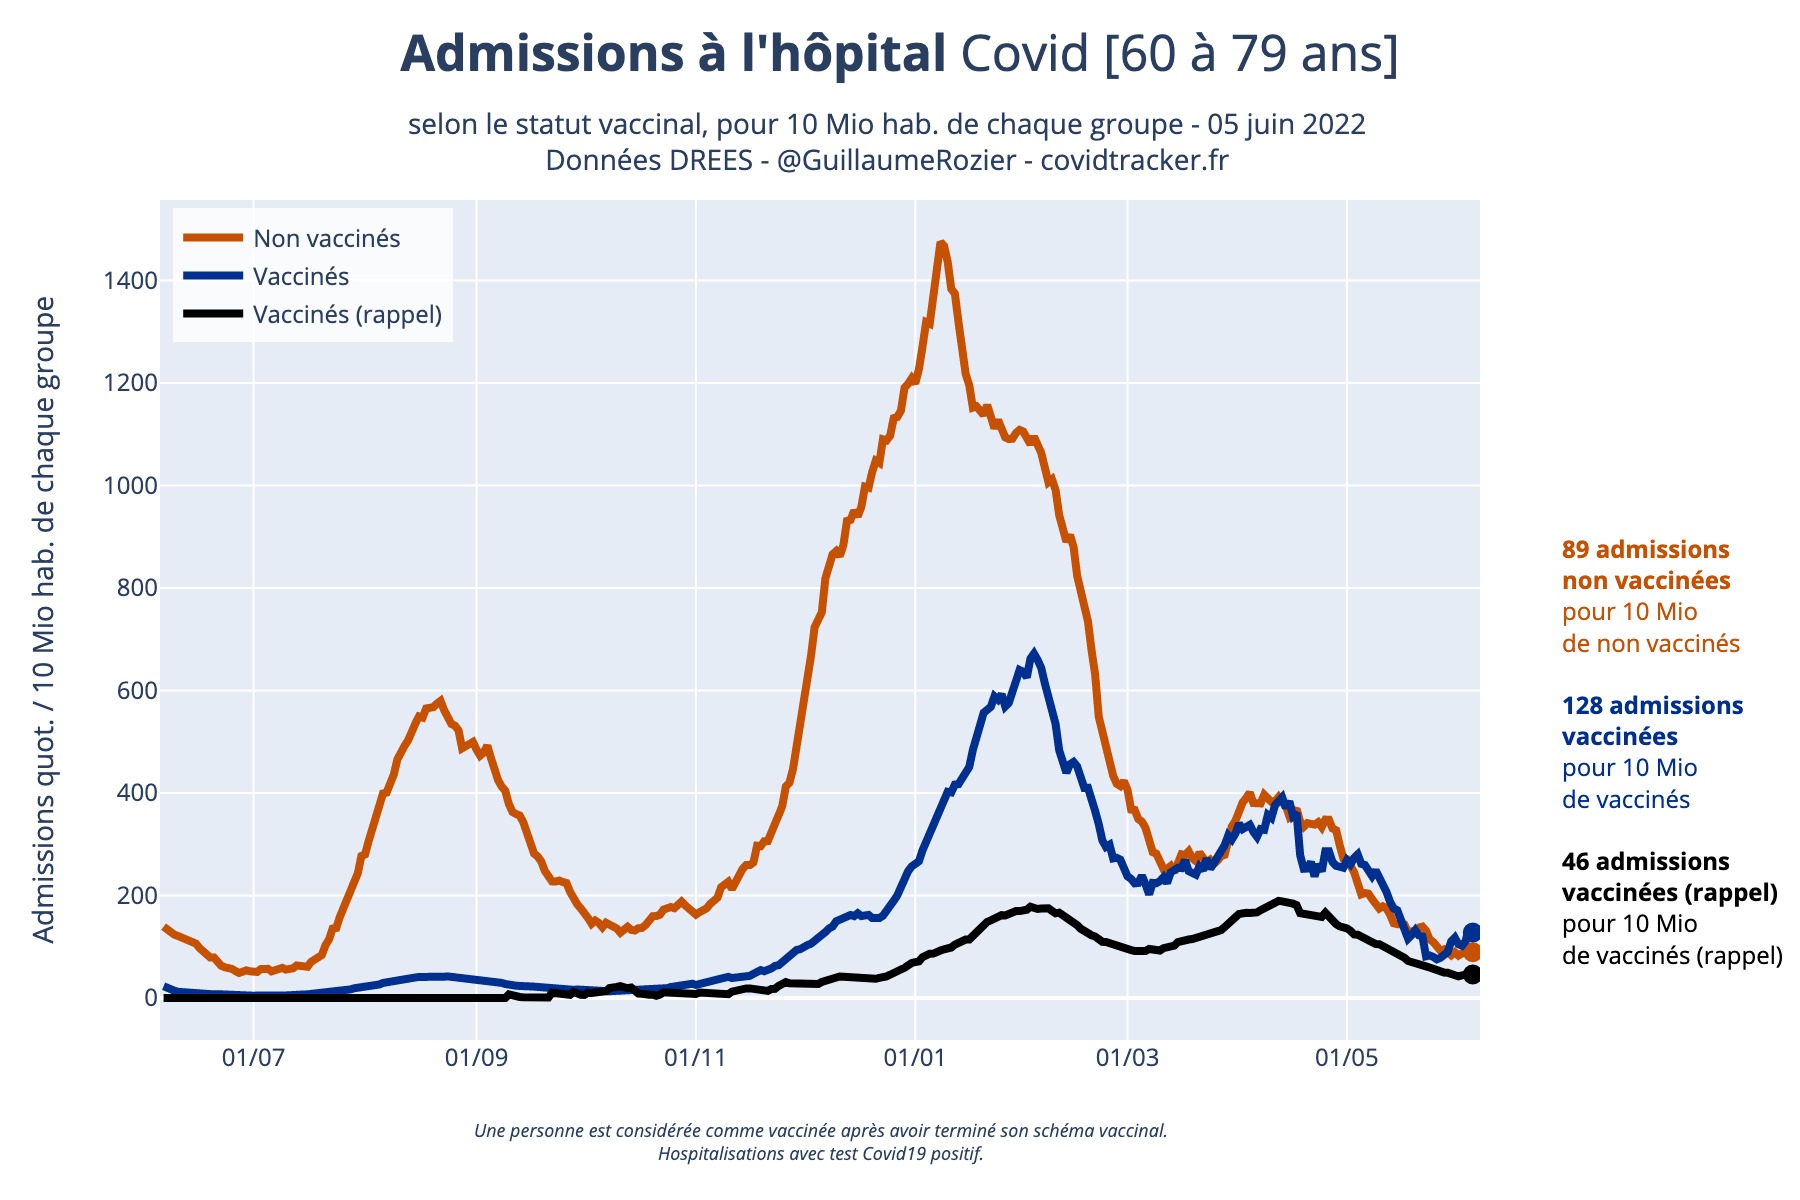 Admissions à l'hôpital Covid [60 à 79 ans]
selon le statut vaccinal, pour 10 Mio hab. de chaque groupe - 05 juin 2022
Données DREES - @GuillaumeRozier - covidtracker.fr
Non vaccinés
Vaccinés
Vaccinés (rappel)
Admissions quot. / 10 Mio hab. de chaque groupe
1400
1200
1000
800
600
400
200
0
01/07
01/09
01/11
01/01
01/03
01/05
89 admissions
non vaccinées
pour 10 Mio
de non vaccinés
128 admissions
vaccinées
pour 10 Mio
de vaccinés
46 admissions
vaccinées (rappel)
pour 10 Mio
de vaccinés (rappel)
Une personne est considérée comme vaccinée après avoir terminé son schéma vaccinal.
Hospitalisations avec test Covid19 positif.